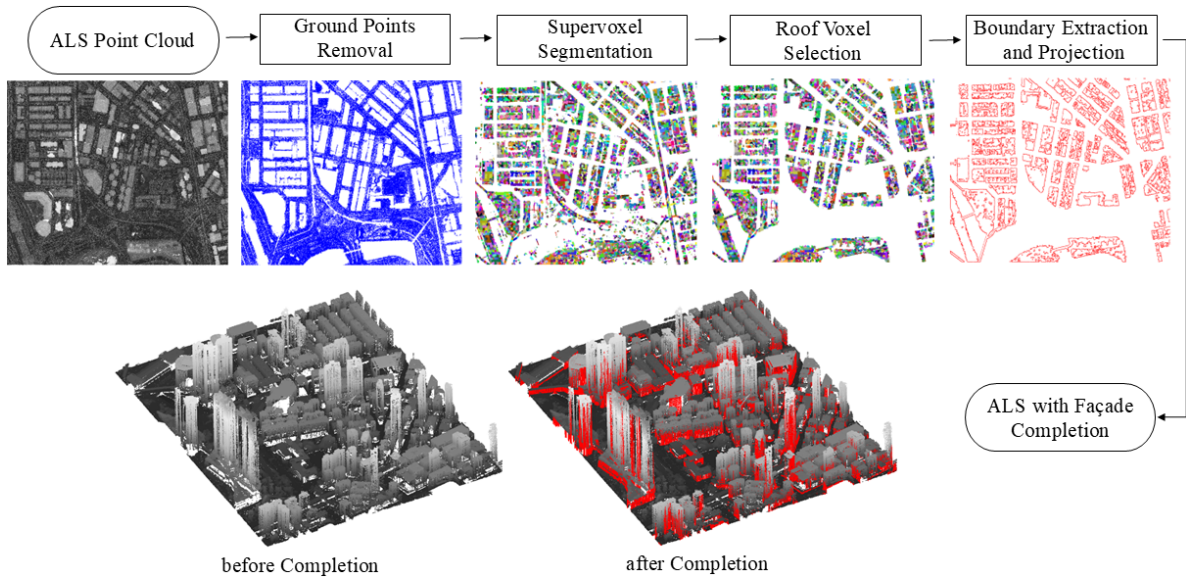 ALS Point Cloud
Ground Points
Removal
Supervoxel
Segmentation
Roof Voxel
Selection
Boundary Extraction
and Projection
ALS with Façade
Completion
before Completion
after Completion